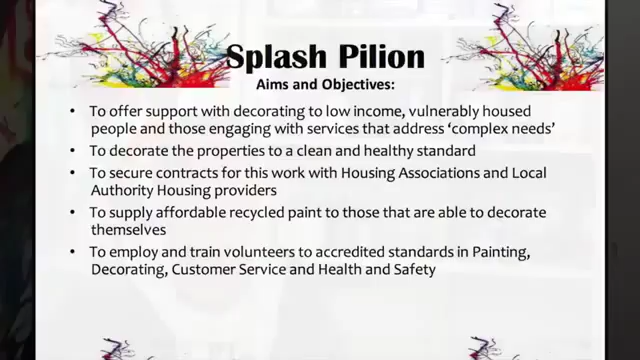 Splash Pilion
Aims and Objectives:
• To offer support with decorating to low income, vulnerably housed
people and those engaging with services that address ‘complex needs’
• To decorate the properties to a clean and healthy standard
• To secure contracts for this work with Housing Associations and Local
Authority Housing providers
• To supply affordable recycled paint to those that are able to decorate
themselves
• To employ and train volunteers to accredited standards in Painting,
Decorating, Customer Service and Health and Safety